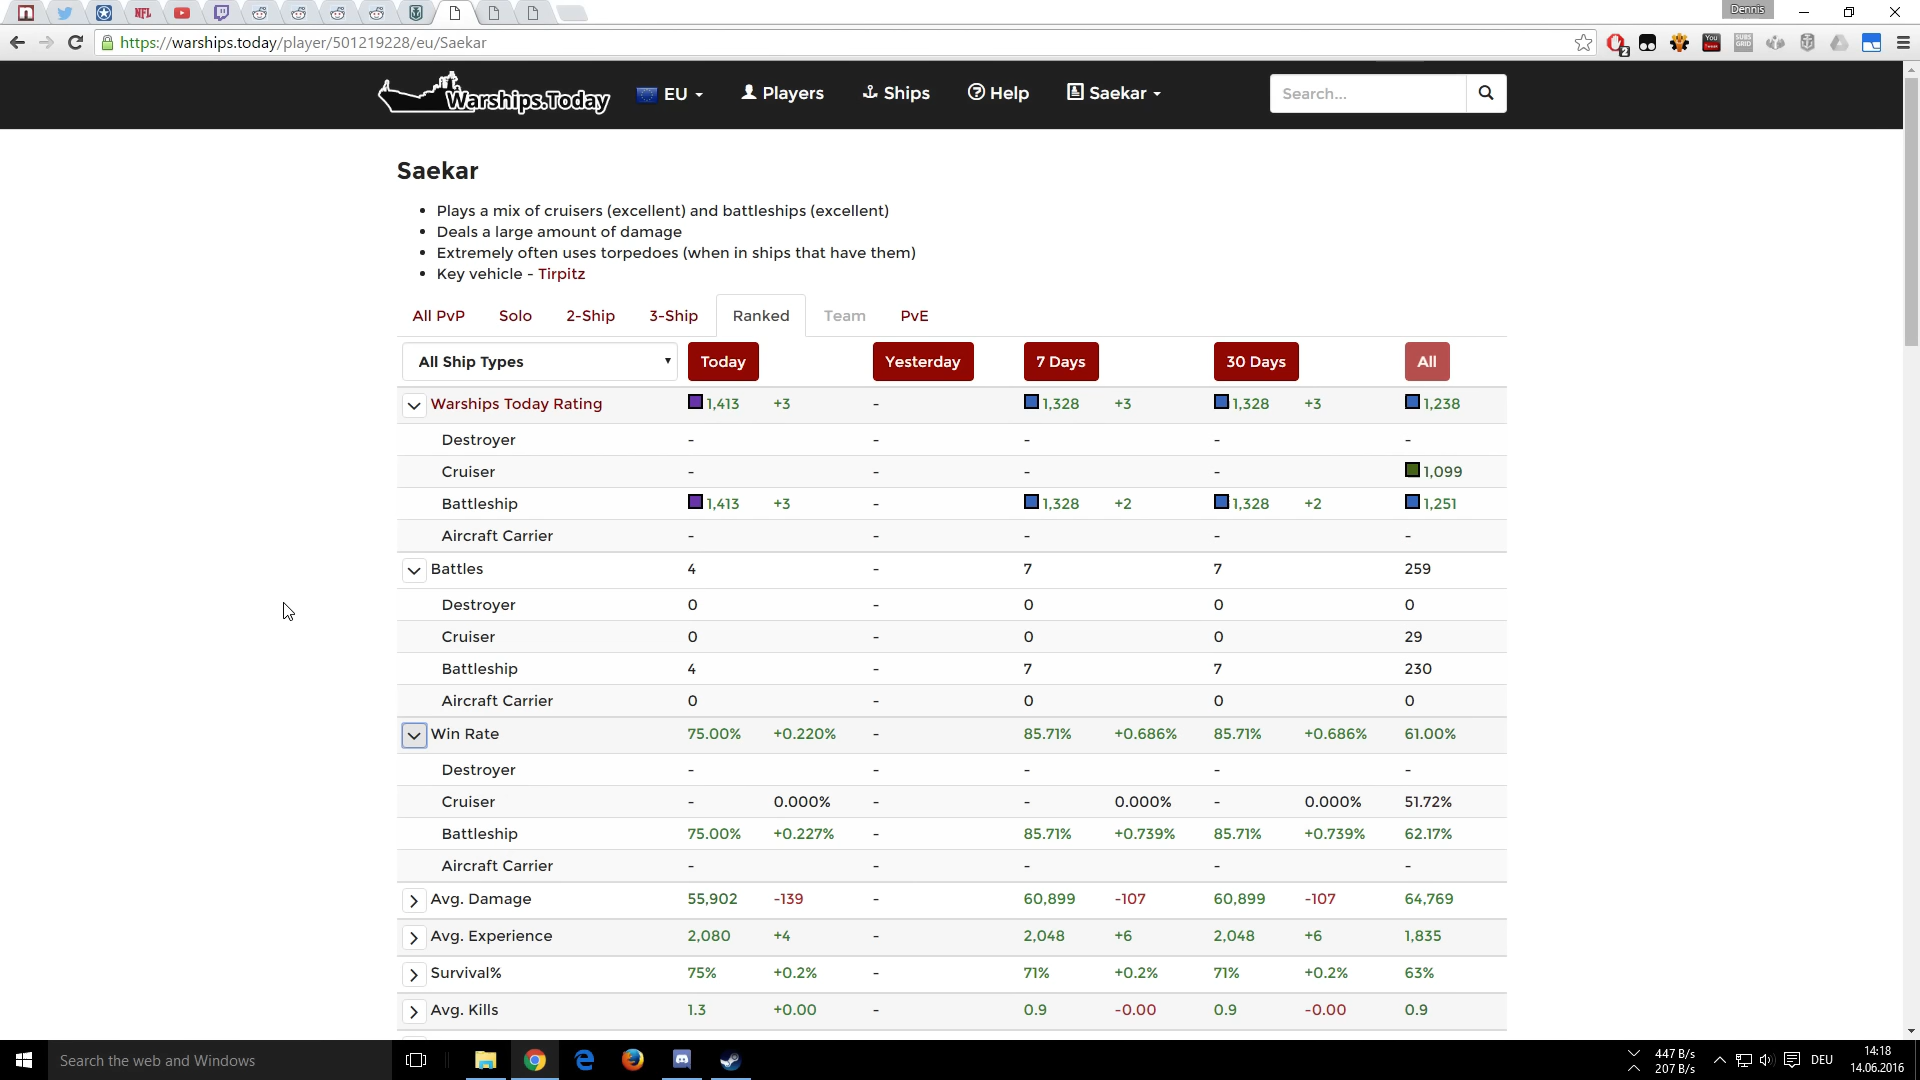 Dennis
https://warships.today/player/501219228/eu/Saekar
2
Warships.Today EU Players Ships Help Saekar Search...
Saekar
Plays a mix of cruisers (excellent) and battleships (excellent)
Deals a large amount of damage
Extremely often uses torpedoes (when in ships that have them)
Key vehicle - Tirpitz
All PvP Solo 2-Ship 3-Ship Ranked Team PvE
All Ship Types Today Yesterday 7 Days 30 Days All
Warships Today Rating 1,413 +3 - 1,328 +3 1,328 +3 1,238
Destroyer - - - - -
Cruiser - - - - 1,099
Battleship 1,413 +3 - 1,328 +2 1,328 +2 1,251
Aircraft Carrier - - - - -
Battles 4 - 7 7 259
Destroyer 0 - 0 0 0
Cruiser 0 - 0 0 29
Battleship 4 - 7 7 230
Aircraft Carrier 0 - 0 0 0
Win Rate 75.00% +0.220% - 85.71% +0.686% 85.71% +0.686% 61.00%
Destroyer - - - - -
Cruiser - 0.000% - - 0.000% - 0.000% 51.72%
Battleship 75.00% +0.227% - 85.71% +0.739% 85.71% +0.739% 62.17%
Aircraft Carrier - - - - -
Avg. Damage 55,902 -139 - 60,899 -107 60,899 -107 64,769
Avg. Experience 2,080 +4 - 2,048 +6 2,048 +6 1,835
Survival% 75% +0.2% - 71% +0.2% 71% +0.2% 63%
Avg. Kills 1.3 +0.00 - 0.9 -0.00 0.9 -0.00 0.9
Search the web and Windows
447 B/s
207 B/s
DEU
14:18
14.06.2016